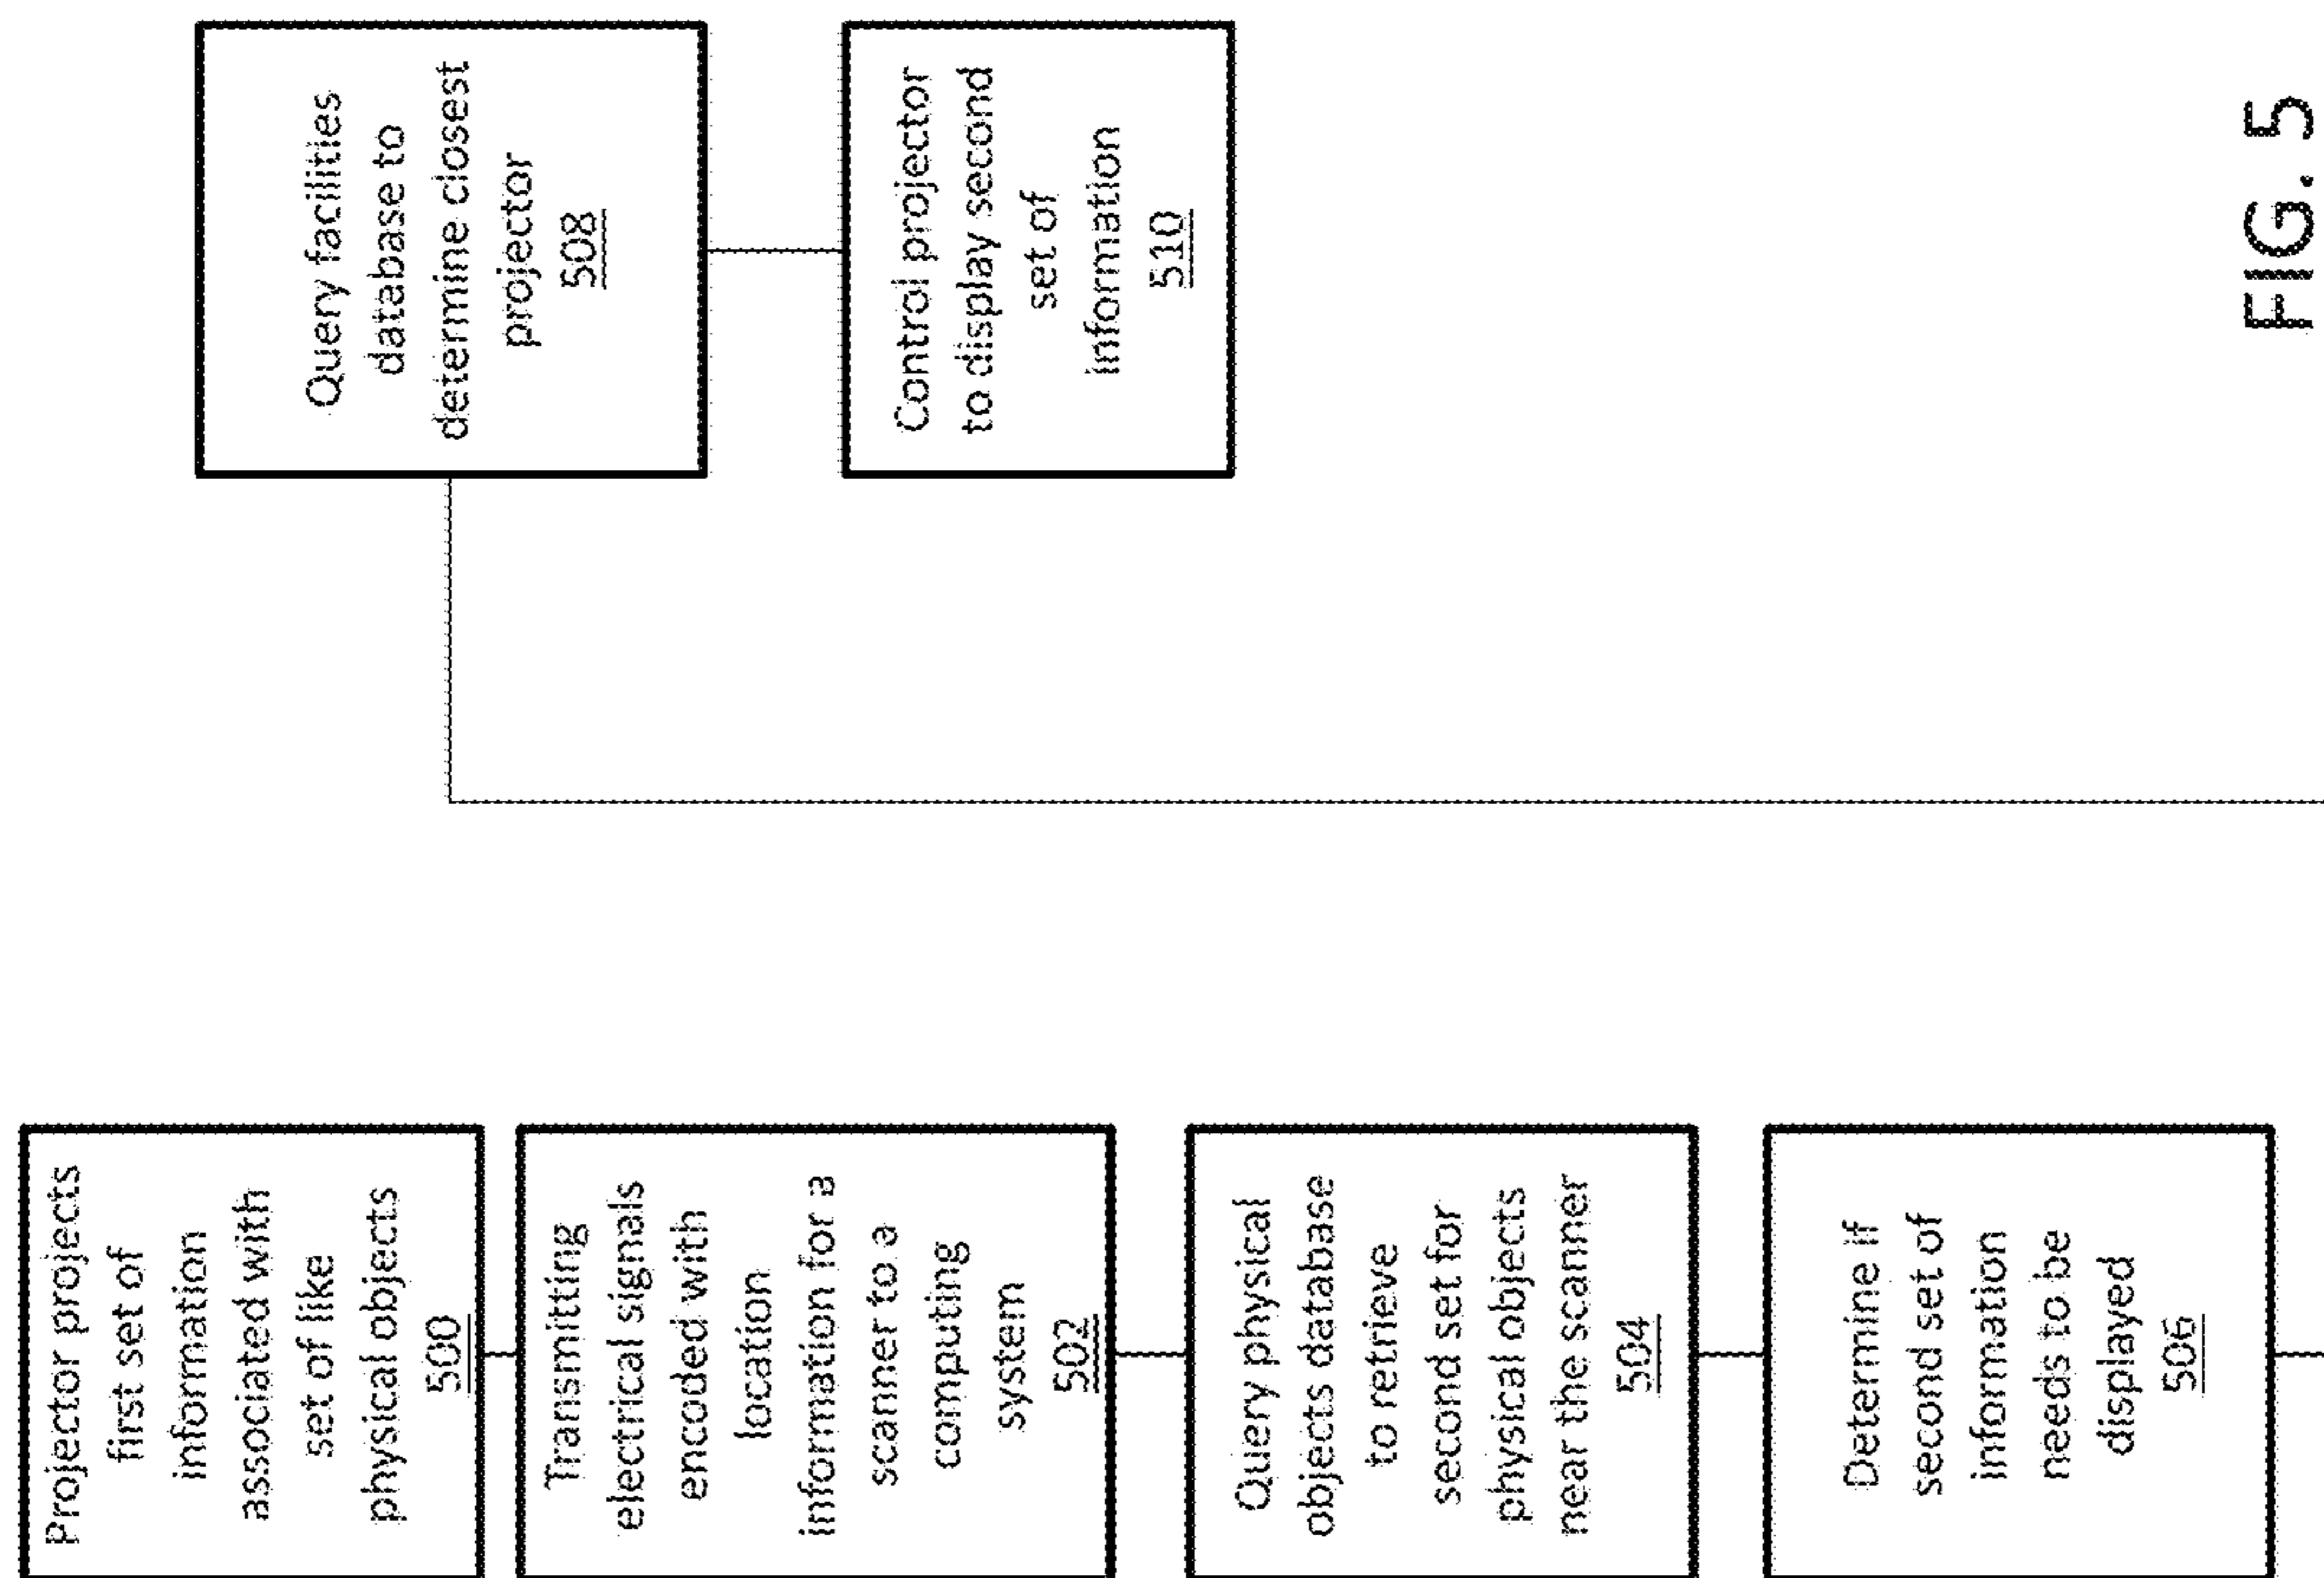 Projector projects
first set of
information
associated with
set of like
physical objects
500
Transmitting
electrical signals
encoded with
location
information for a
scanner to a
computing
system
502
Query physical
objects database
to retrieve
second set for
physical objects
near the scanner
504
Determine if
second set of
information
needs to be
displayed
506
Query facilities
database to
determine closest
projector
508
Control projector
to display second
set of
information
510
FIG. 5